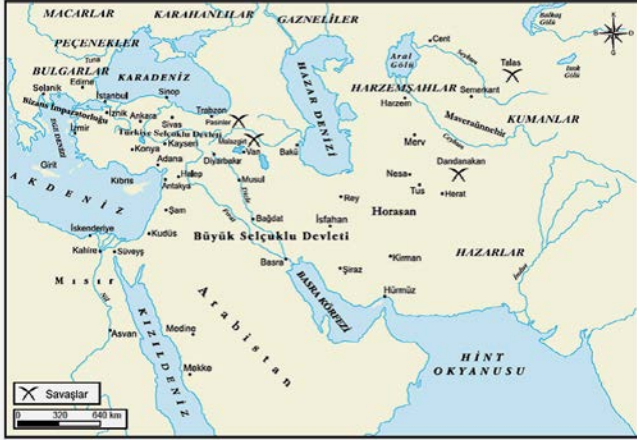 MACARLAR
KARAHANLILAR
GAZNELİLER
Balkaş Gölü
PEÇENEKLER
Cent
Seyhun
Aral Gölü
Talas
Isık Gölü
Tuna
BULGARLAR
KARADENİZ
HAZAR DENİZİ
Selanik
Edirne
İstanbul
Sinop
HARZEMŞAHLAR
Harzem
Semerkant
Bizans İmparatorluğu
İznik
Ankara
Sivas
Trabzon
Pasinler
Maveraünnehir
KUMANLAR
EGE DENİZİ
İzmir
Türkiye Selçuklu Devleti
Malazgirt
Ceyhun
Konya
Kayseri
Van
Bakü
Merv
Adana
Diyarbakır
Dandanakan
Girit
Kıbrıs
Antakya
Halep
Musul
Nesa
Tus
Herat
AKDENİZ
Dicle
Rey
Şam
Fırat
Bağdat
İsfahan
Horasan
İskenderiye
Kudüs
Büyük Selçuklu Devleti
Kahire
Süveyş
Basra
Kirman
HAZARLAR
Mısır
Şiraz
İndus
Nil
BASRA KÖRFEZİ
Hürmüz
Arabistan
Asvan
KIZILDENİZ
Medine
Mekke
HİNT
OKYANUSU
Savaşlar
0 320 640 km